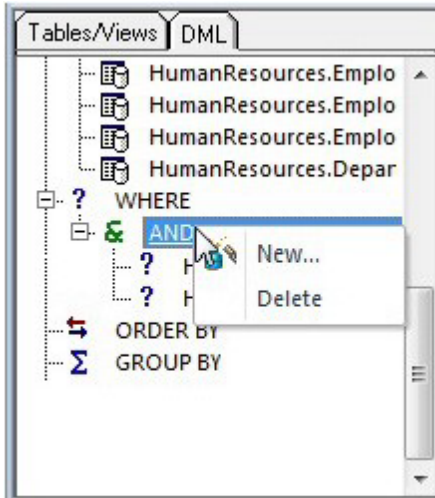 Tables/Views DML
HumanResources.Emplo
HumanResources.Emplo
HumanResources.Emplo
HumanResources.Depar
? WHERE
& AND
New...
? H
Delete
? H
ORDER BY
Σ GROUP BY